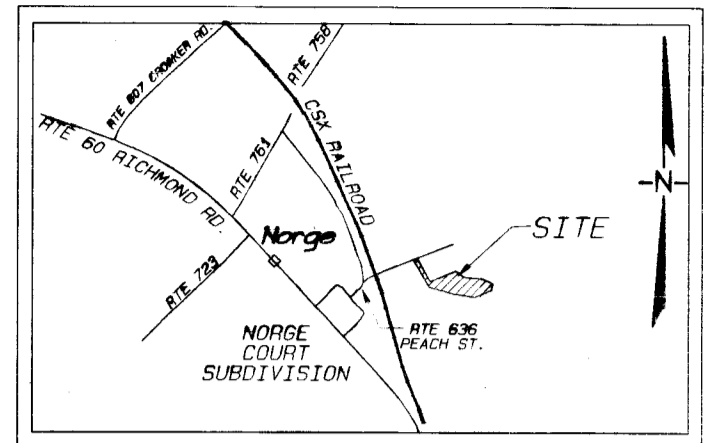 RTE 607 CROAKER RD.
RTE 758
CSX RAILROAD
RTE 60 RICHMOND RD.
RTE 761
N
Norge
SITE
RTE 723
RTE 636
PEACH ST.
NORGE
COURT
SUBDIVISION